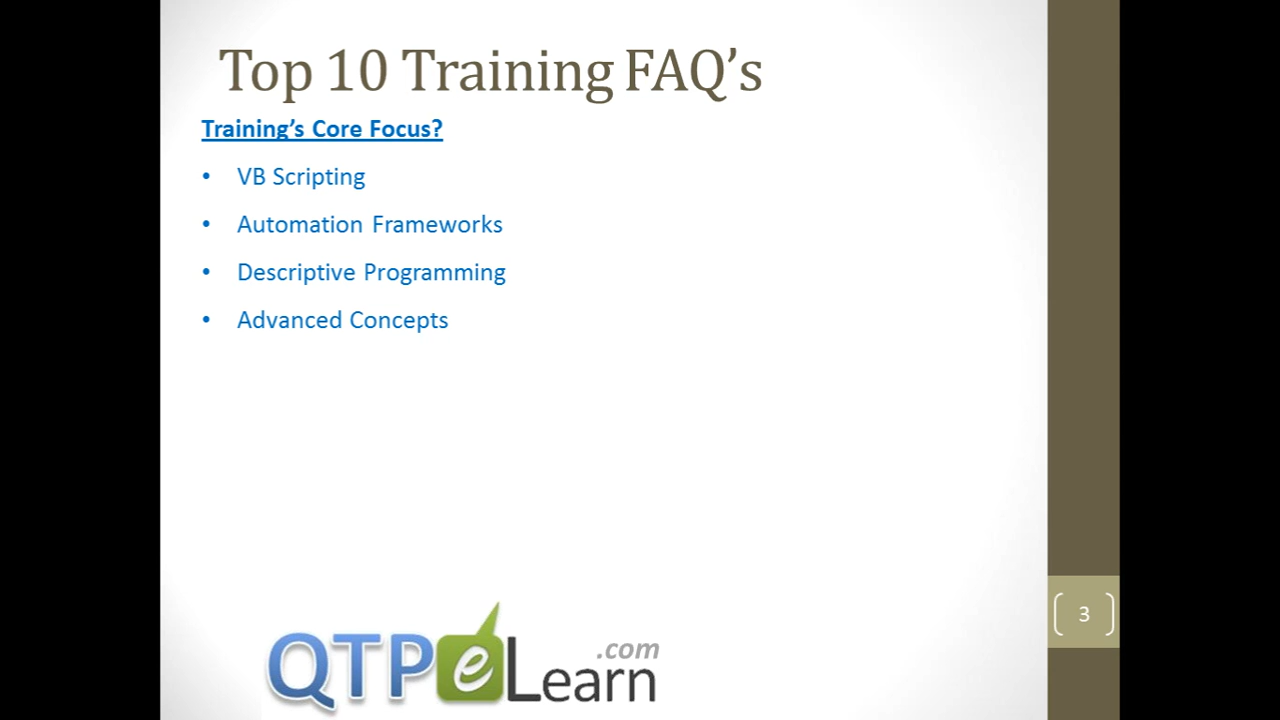 Top 10 Training FAQ's
Training's Core Focus?
• VB Scripting
• Automation Frameworks
• Descriptive Programming
• Advanced Concepts
3
QTPeLearn.com